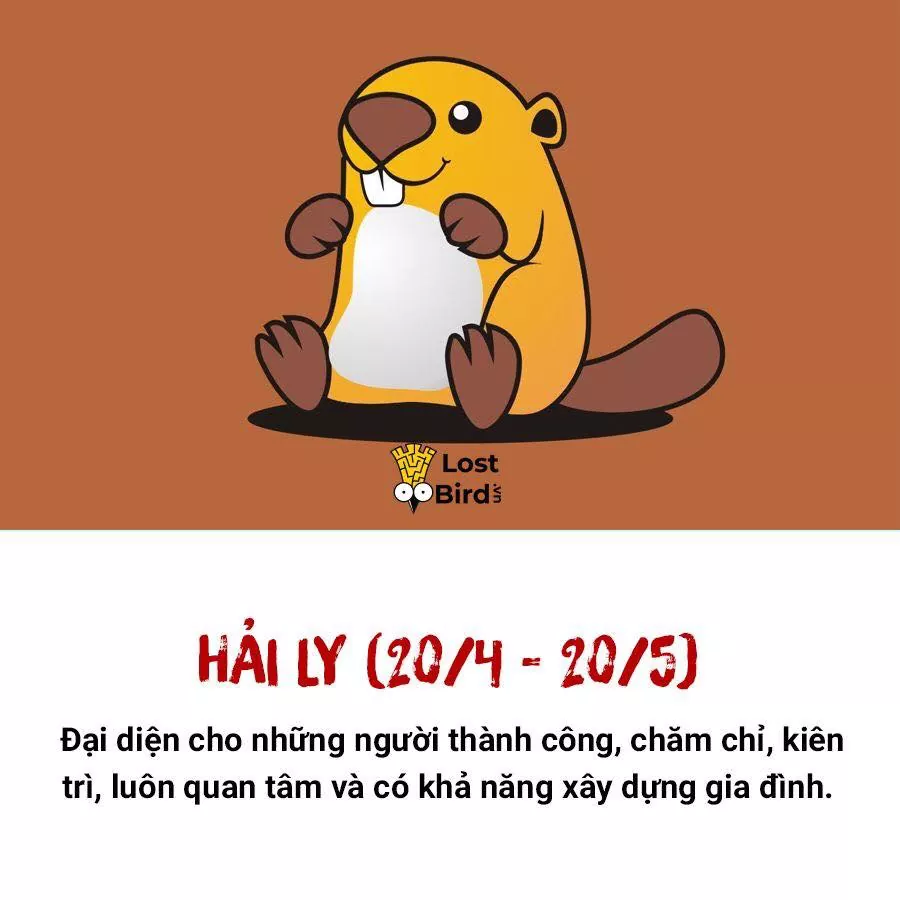 Lost
Bird.vn
HẢI LY (20/4 - 20/5)
Đại diện cho những người thành công, chăm chỉ, kiên
trì, luôn quan tâm và có khả năng xây dựng gia đình.